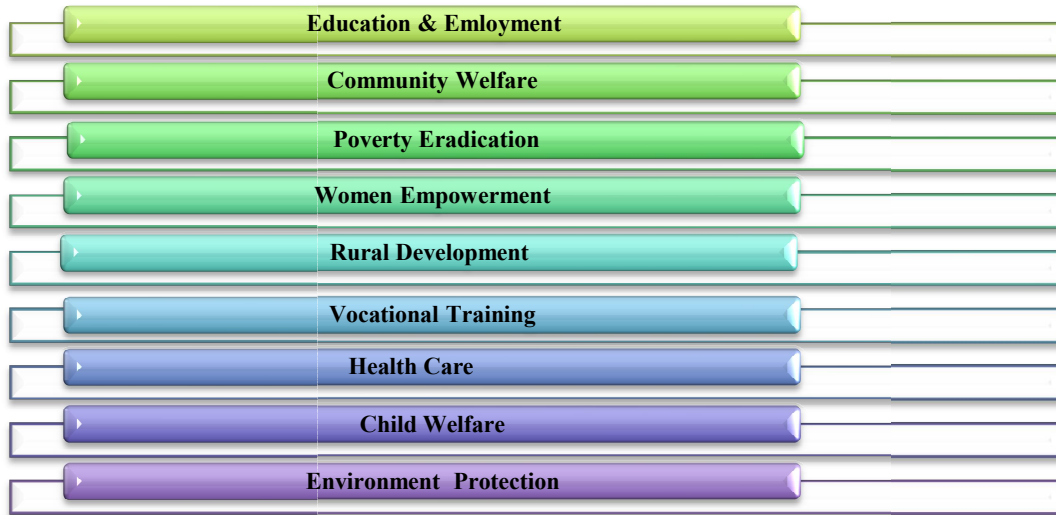 Education & Emloyment
Community Welfare
Poverty Eradication
Women Empowerment
Rural Development
Vocational Training
Health Care
Child Welfare
Environment Protection